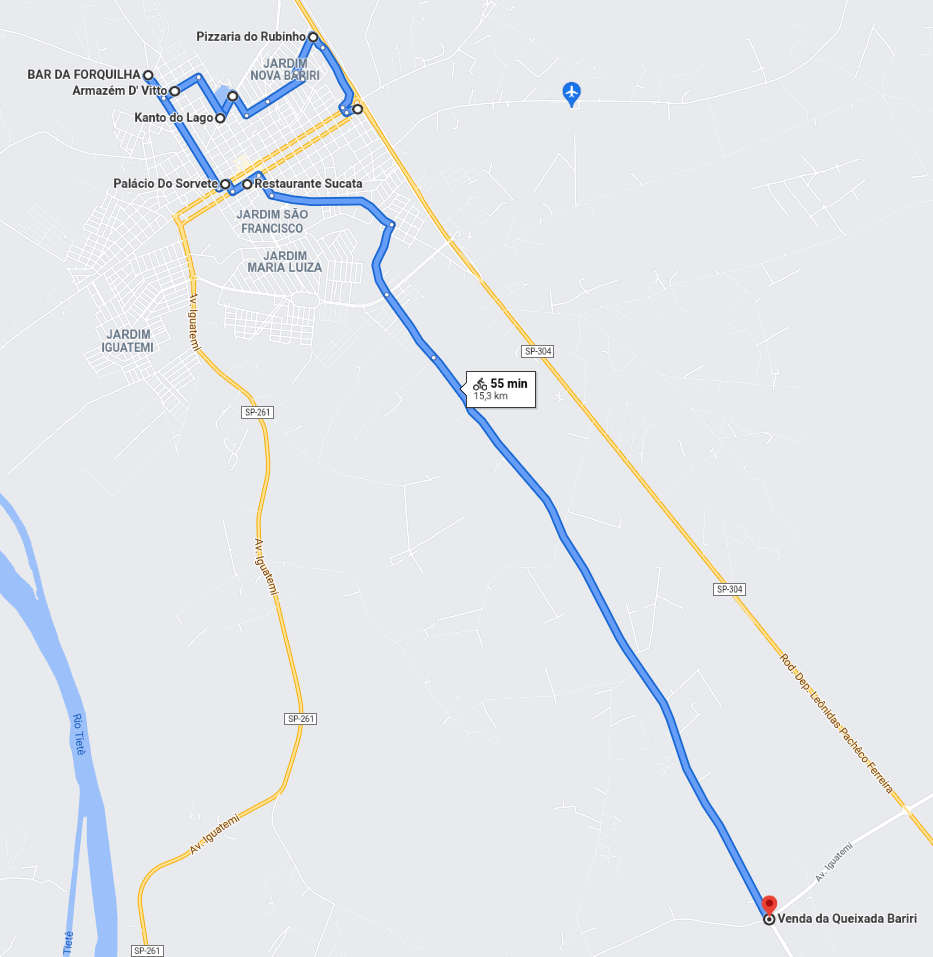 Pizzaria do Rubinho
JARDIM
NOVA BARIRI
BAR DA FORQUILHA
Armazém D' Vitto
Kanto do Lago
Palácio Do Sorvete
Restaurante Sucata
JARDIM SÃO
FRANCISCO
JARDIM
MARIA LUIZA
Av. Iguatemi
JARDIM
IGUATEMI
SP-304
55 min
15,3 km
SP-261
Av. Iguatemi
SP-304
Rod. Dep. Leônidas Pachêco Ferreira
SP-261
Rio Tietê
Av. Iguatemi
Av. Iguatemi
Venda da Queixada Bariri
Tietê
SP-261